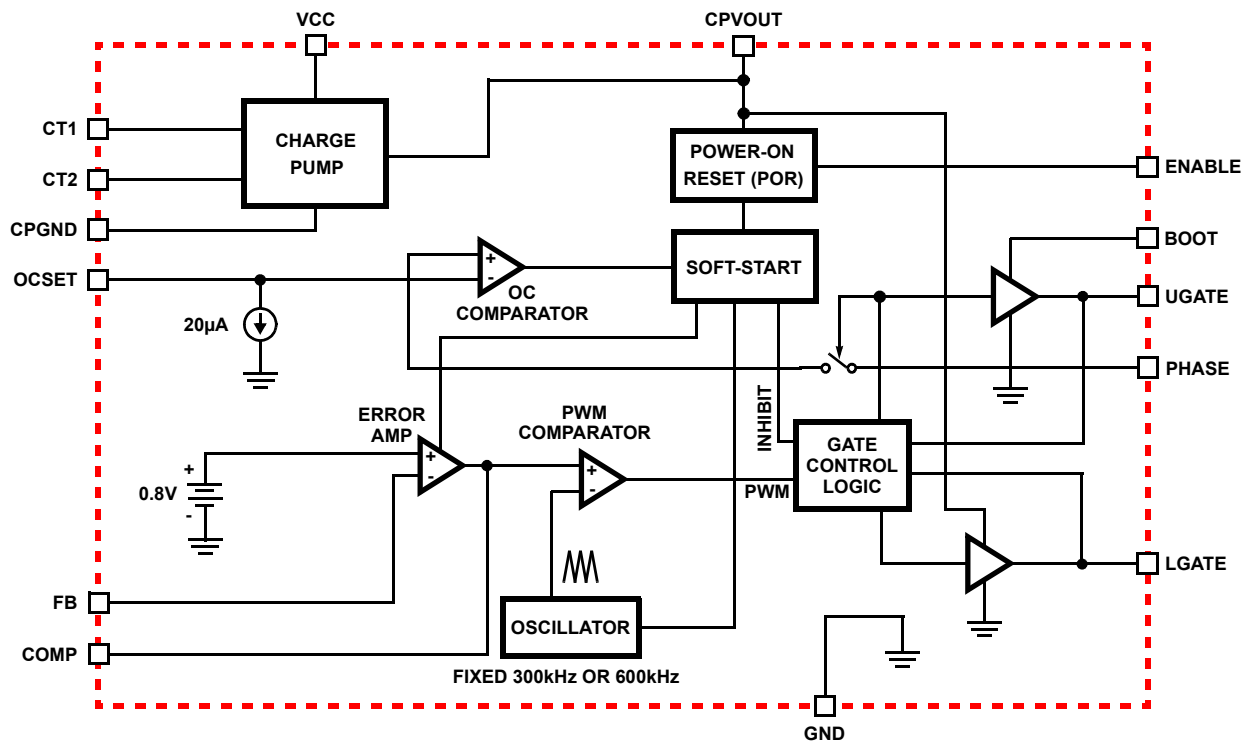 VCC
CPVOUT
CT1
CHARGE
PUMP
CT2
POWER-ON
RESET (POR)
ENABLE
CPGND
BOOT
OCSET
+
-
SOFT-START
OC
COMPARATOR
UGATE
20µA
PHASE
ERROR
AMP
PWM
COMPARATOR
INHIBIT
GATE
CONTROL
LOGIC
+
-
+
-
+
0.8V
-
PWM
LGATE
FB
OSCILLATOR
COMP
FIXED 300kHz OR 600kHz
GND